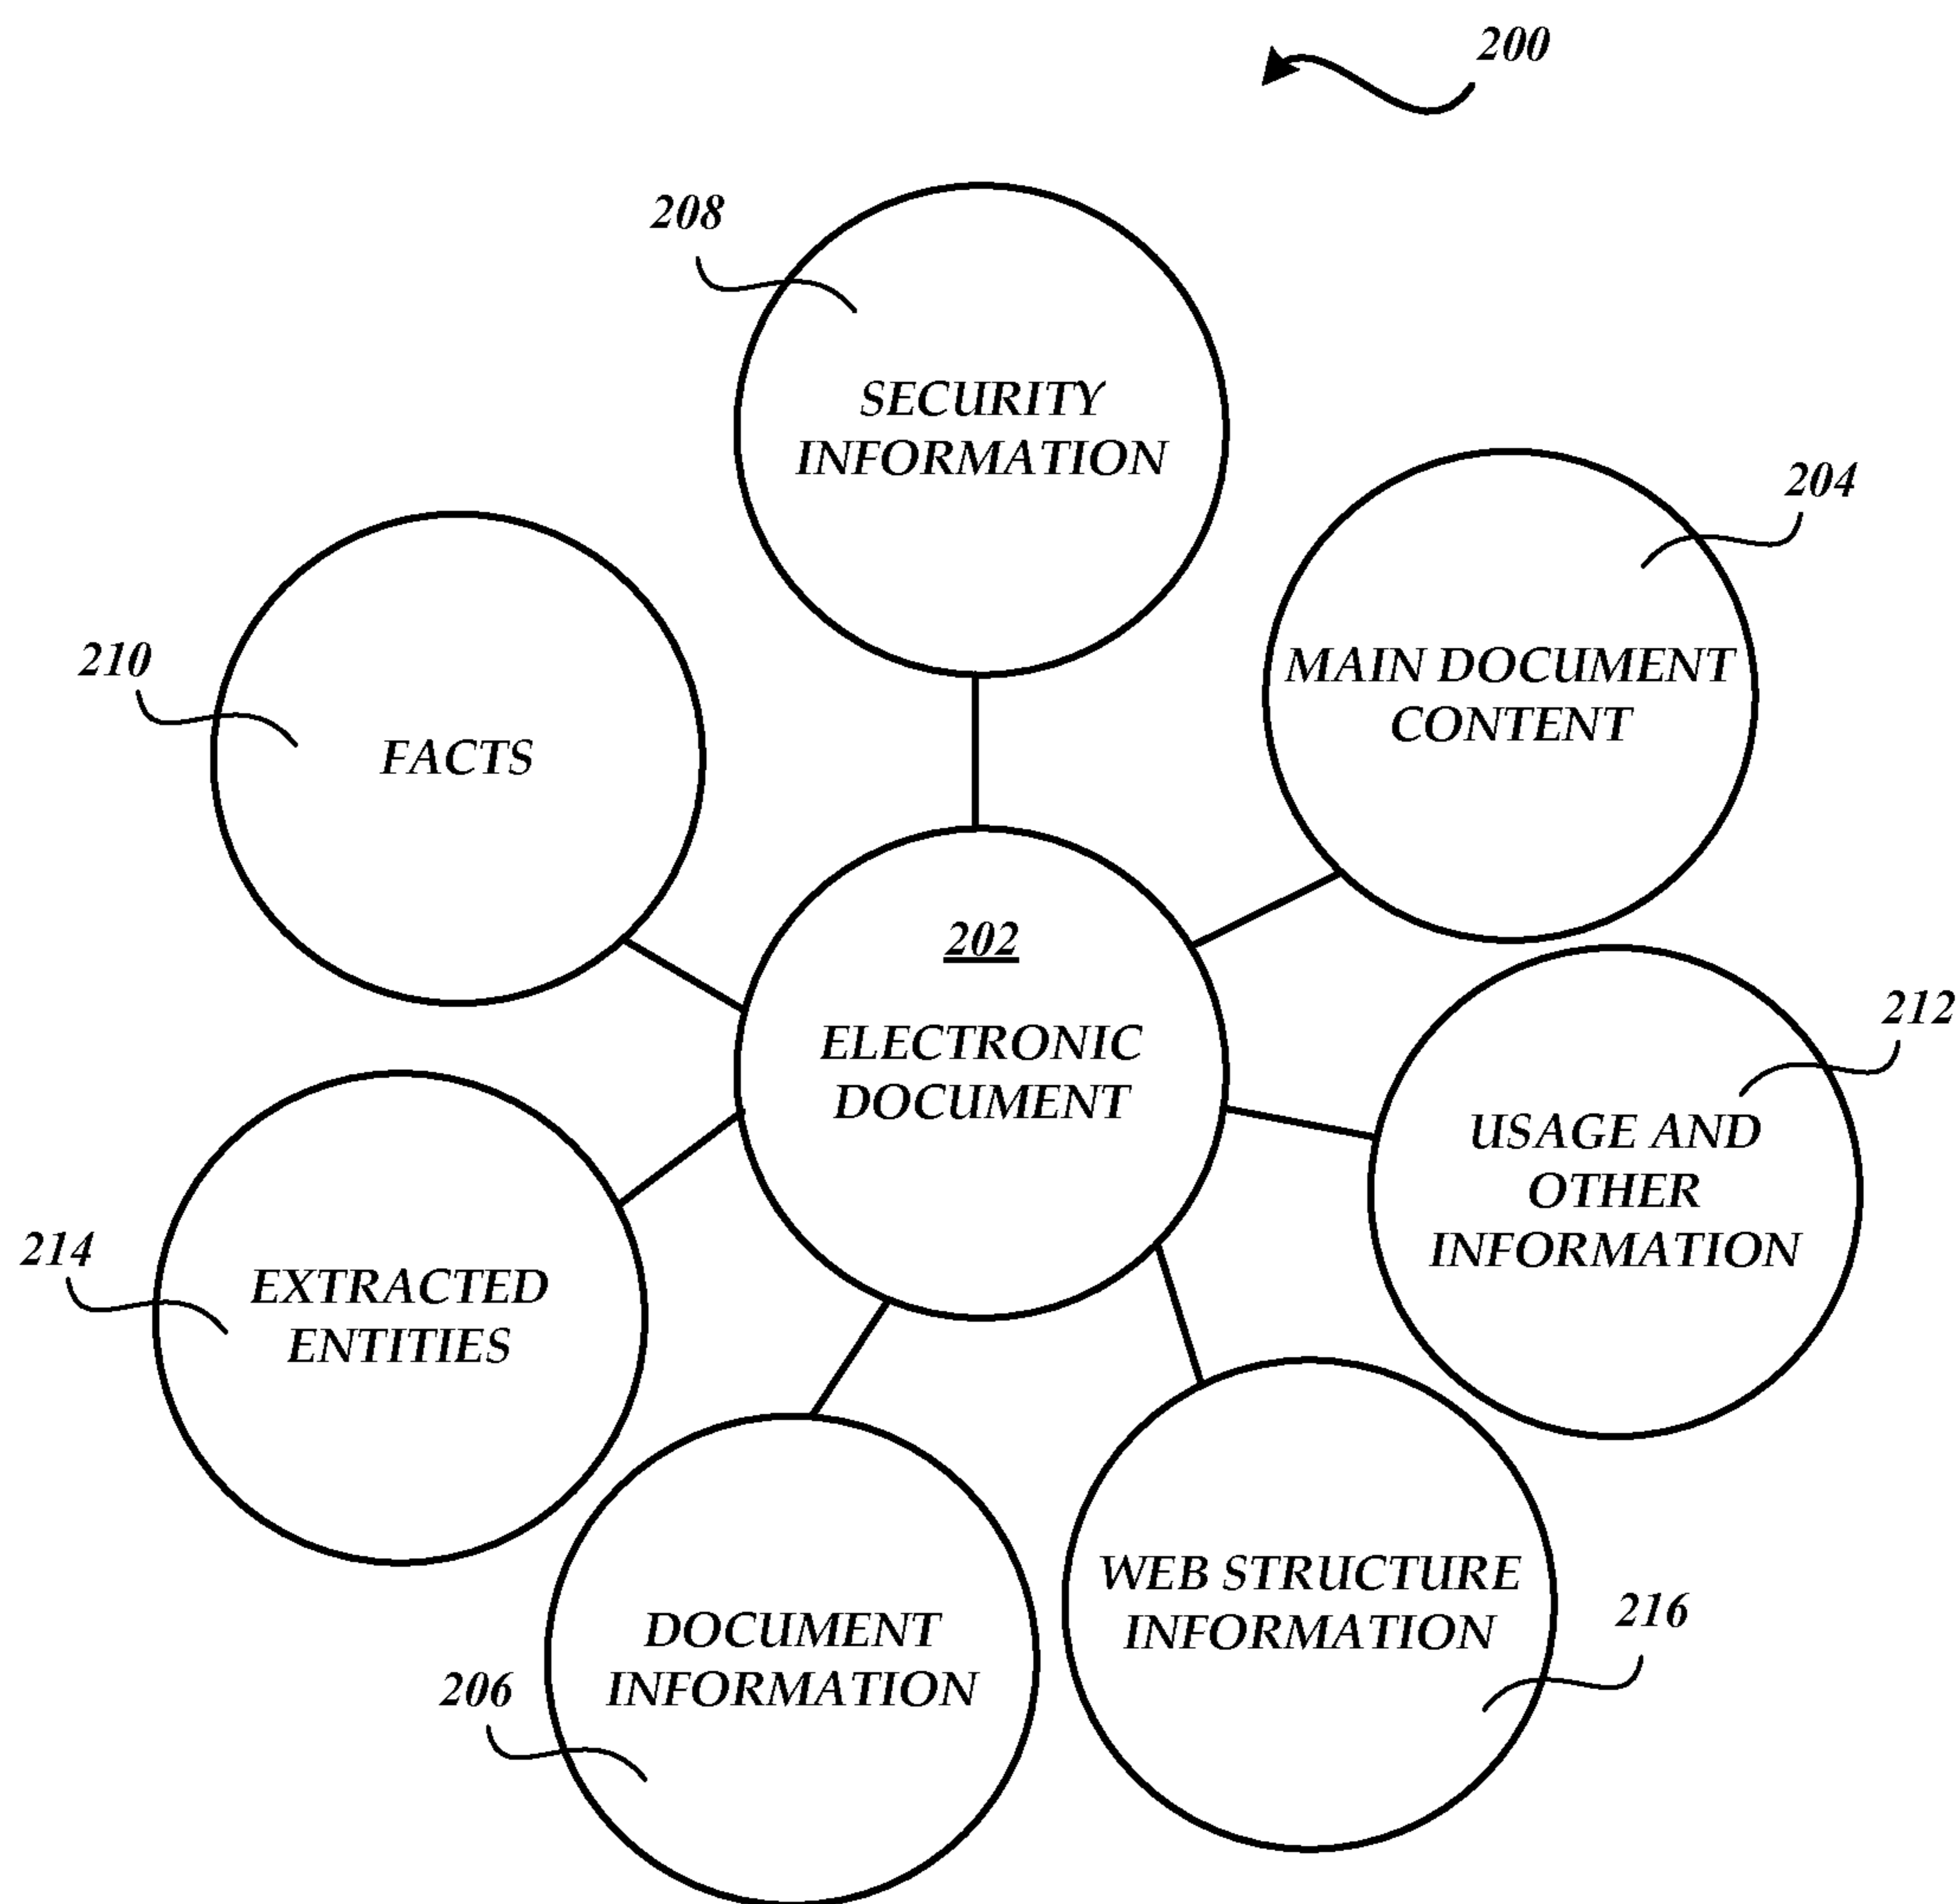 200
208
SECURITY
INFORMATION
204
MAIN DOCUMENT
CONTENT
210
FACTS
202
ELECTRONIC
DOCUMENT
212
USAGE AND
OTHER
INFORMATION
214
EXTRACTED
ENTITIES
WEB STRUCTURE
INFORMATION
216
DOCUMENT
INFORMATION
206